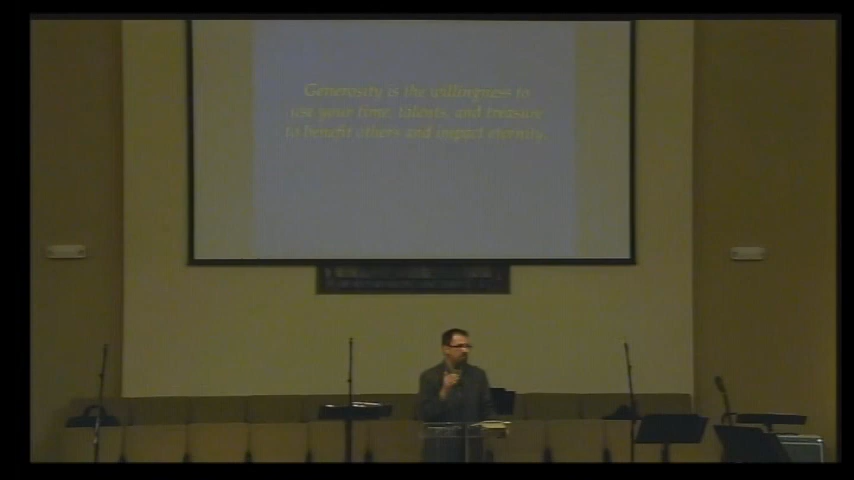 Generosity is the willingness to
use your time, talents, and treasure
to benefit others and impact eternity.